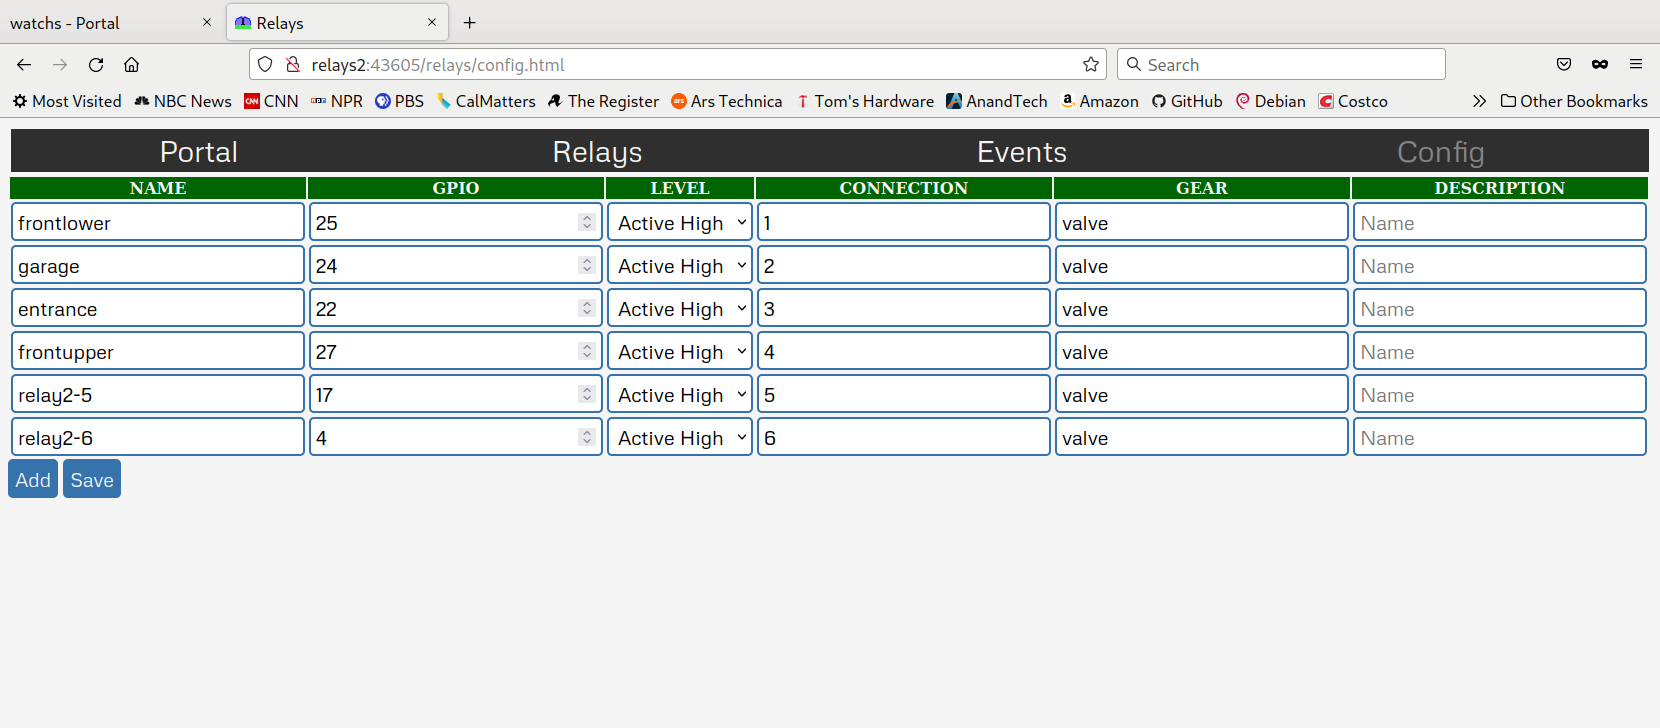 watchs - Portal Relays
relays2:43605/relays/config.html Search
Most Visited NBC News CNN NPR PBS CalMatters The Register Ars Technica Tom's Hardware AnandTech Amazon GitHub Debian Costco Other Bookmarks
Portal Relays Events Config
NAME GPIO LEVEL CONNECTION GEAR DESCRIPTION
frontlower 25 Active High 1 valve Name
garage 24 Active High 2 valve Name
entrance 22 Active High 3 valve Name
frontupper 27 Active High 4 valve Name
relay2-5 17 Active High 5 valve Name
relay2-6 4 Active High 6 valve Name
Add Save